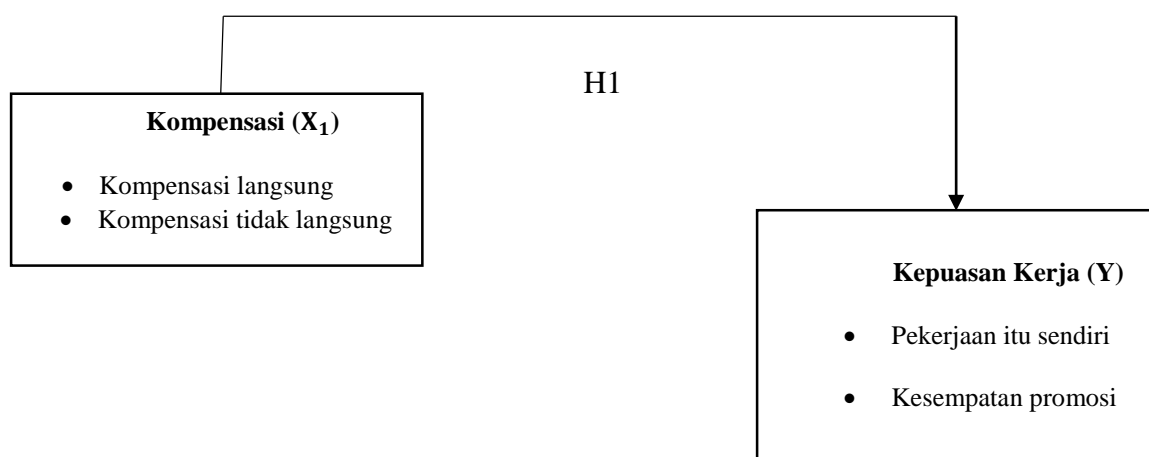 H1
Kompensasi (X₁)
• Kompensasi langsung
• Kompensasi tidak langsung
Kepuasan Kerja (Y)
• Pekerjaan itu sendiri
• Kesempatan promosi